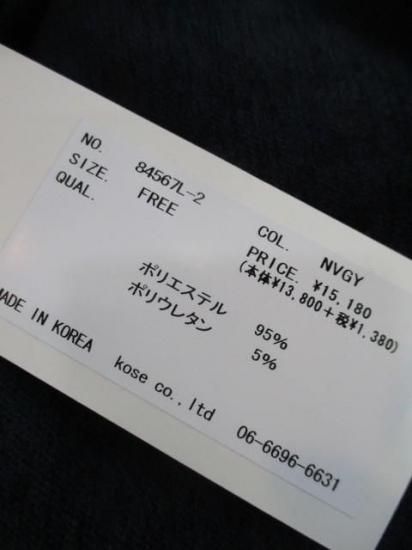 NO. 84567L-2 COL. NVGY
SIZE. FREE PRICE. ¥15,180
QUAL. (本体¥13,800+税¥1,380)
ポリエステル 95%
ポリウレタン 5%
MADE IN KOREA kose co.,ltd 06-6696-6631